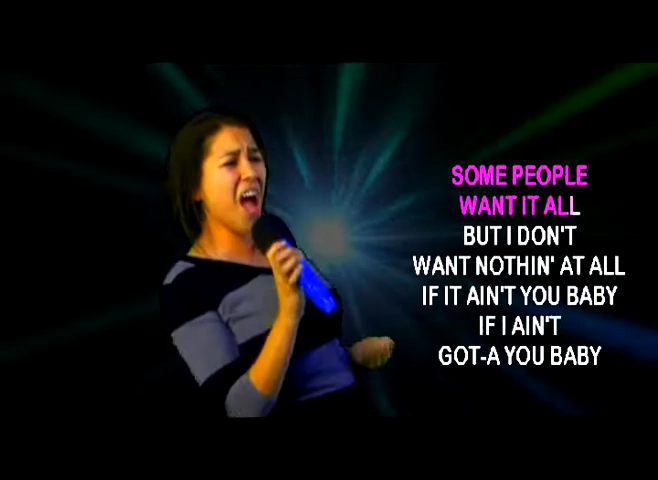 SOME PEOPLE
WANT IT ALL
BUT I DON'T
WANT NOTHIN' AT ALL
IF IT AIN'T YOU BABY
IF I AIN'T
GOT-A YOU BABY